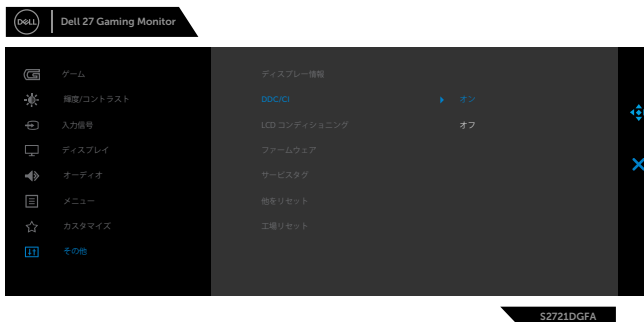 DELL
Dell 27 Gaming Monitor
ゲーム
ディスプレー情報
輝度/コントラスト
DDC/CI
オン
入力信号
LCD コンディショニング
オフ
ディスプレイ
ファームウェア
オーディオ
サービスタグ
メニュー
他をリセット
カスタマイズ
工場リセット
その他
S2721DGFA